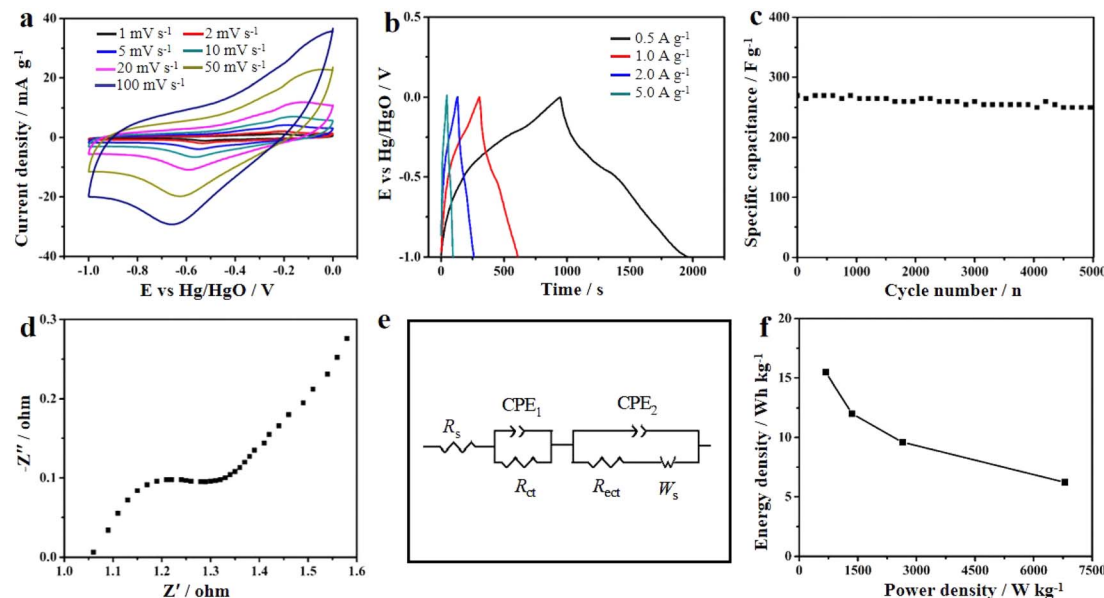 a
Current density / mA g-1
40
20
0
-20
-40
1 mV s-1
2 mV s-1
5 mV s-1
10 mV s-1
20 mV s-1
50 mV s-1
100 mV s-1
-1.0
-0.8
-0.6
-0.4
-0.2
0.0
E vs Hg/HgO / V
b
E vs Hg/HgO / V
0.5
0.0
-0.5
-1.0
0.5 A g-1
1.0 A g-1
2.0 A g-1
5.0 A g-1
0
500
1000
1500
2000
Time / s
c
Specific capacitance / F g-1
400
300
200
100
0
0
1000
2000
3000
4000
5000
Cycle number / n
d
-Z″ / ohm
0.3
0.2
0.1
0.0
1.0
1.1
1.2
1.3
1.4
1.5
1.6
Z′ / ohm
e
Rs
CPE1
Rct
CPE2
Rect
Ws
f
Energy density / Wh kg-1
20
15
10
5
0
0
1500
3000
4500
6000
7500
Power density / W kg-1